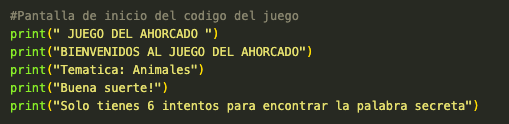 #Pantalla de inicio del codigo del juego
print(" JUEGO DEL AHORCADO ")
print("BIENVENIDOS AL JUEGO DEL AHORCADO")
print("Tematica: Animales")
print("Buena suerte!")
print("Solo tienes 6 intentos para encontrar la palabra secreta")